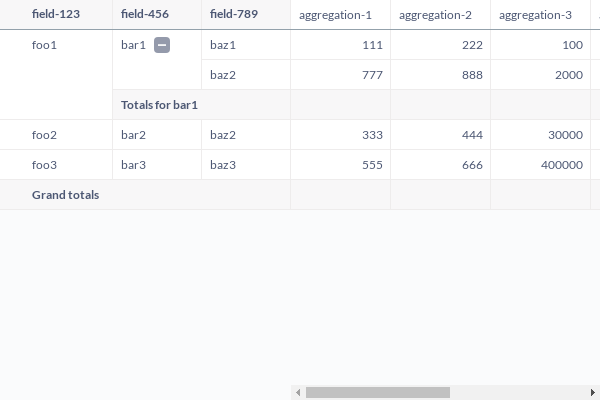 field-123 field-456 field-789 aggregation-1 aggregation-2 aggregation-3
foo1 bar1 baz1 111 222 100
baz2 777 888 2000
Totals for bar1
foo2 bar2 baz2 333 444 30000
foo3 bar3 baz3 555 666 400000
Grand totals